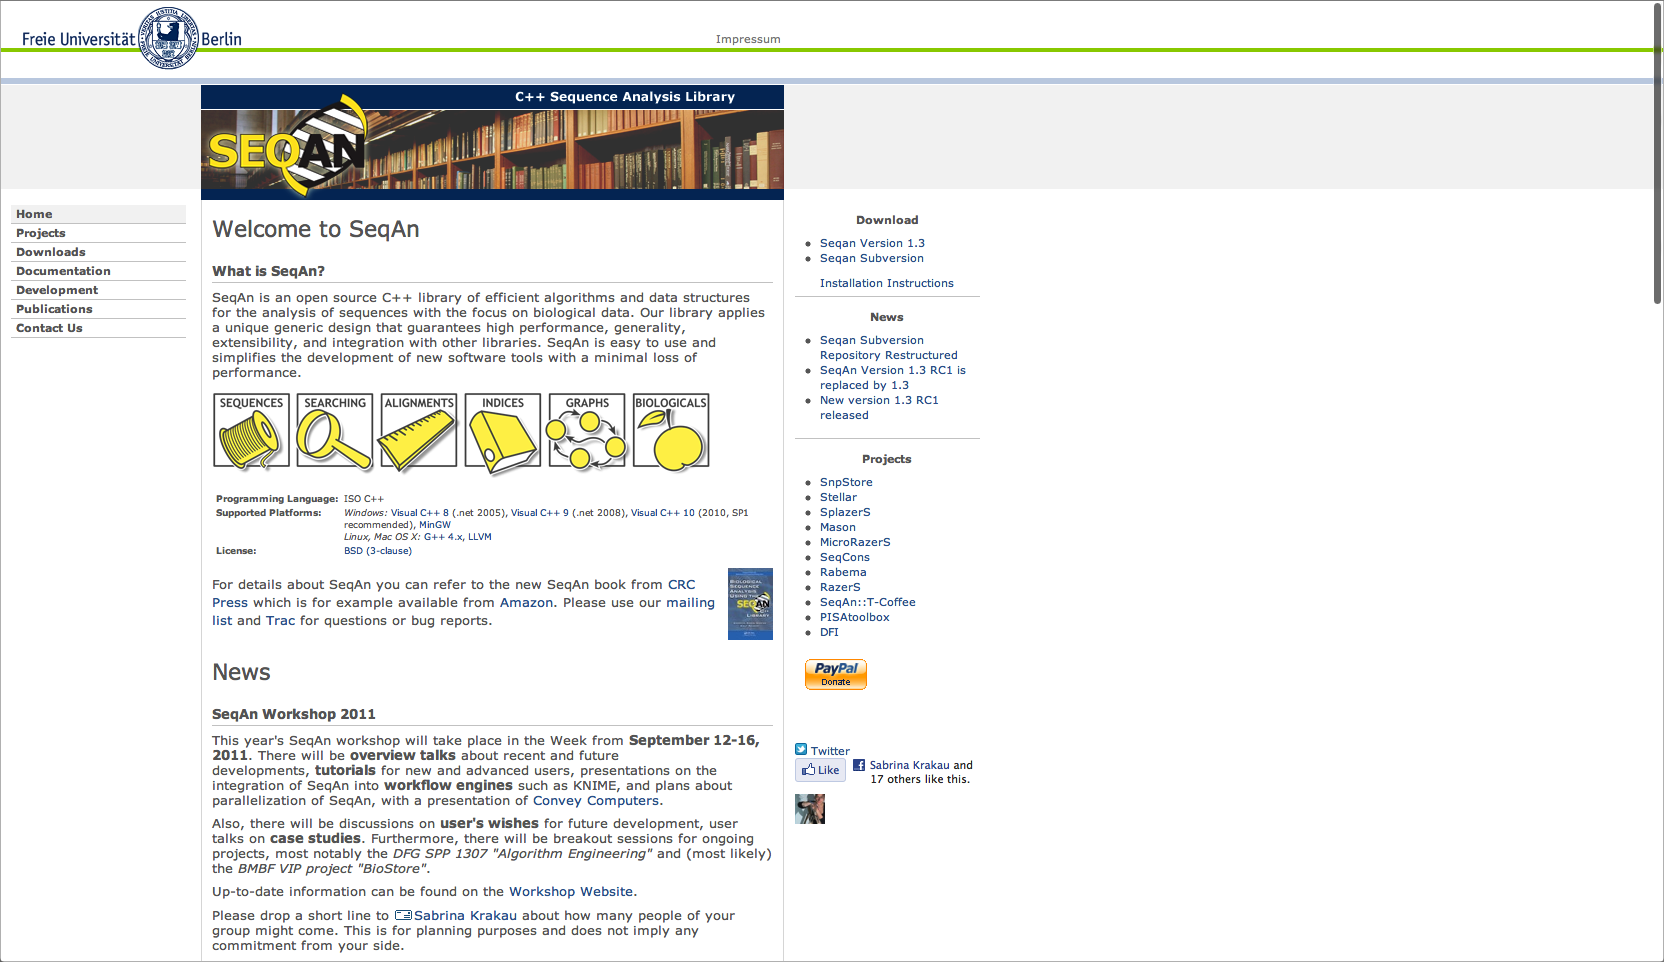 Freie Universität Berlin
Impressum
C++ Sequence Analysis Library
SEQAN
Home
Projects
Downloads
Documentation
Development
Publications
Contact Us
Welcome to SeqAn
What is SeqAn?
SeqAn is an open source C++ library of efficient algorithms and data structures
for the analysis of sequences with the focus on biological data. Our library applies
a unique generic design that guarantees high performance, generality,
extensibility, and integration with other libraries. SeqAn is easy to use and
simplifies the development of new software tools with a minimal loss of
performance.
SEQUENCES SEARCHING ALIGNMENTS INDICES GRAPHS BIOLOGICALS
Programming Language: ISO C++
Supported Platforms: Windows: Visual C++ 8 (.net 2005), Visual C++ 9 (.net 2008), Visual C++ 10 (2010, SP1
recommended), MinGW
Linux, Mac OS X: G++ 4.x, LLVM
License: BSD (3-clause)
For details about SeqAn you can refer to the new SeqAn book from CRC
Press which is for example available from Amazon. Please use our mailing
list and Trac for questions or bug reports.
BIOLOGICAL
SEQUENCE
ANALYSIS
USING THE
SEQAN
LIBRARY
News
SeqAn Workshop 2011
This year's SeqAn workshop will take place in the Week from September 12-16,
2011. There will be overview talks about recent and future
developments, tutorials for new and advanced users, presentations on the
integration of SeqAn into workflow engines such as KNIME, and plans about
parallelization of SeqAn, with a presentation of Convey Computers.
Also, there will be discussions on user's wishes for future development, user
talks on case studies. Furthermore, there will be breakout sessions for ongoing
projects, most notably the DFG SPP 1307 "Algorithm Engineering" and (most likely)
the BMBF VIP project "BioStore".
Up-to-date information can be found on the Workshop Website.
Please drop a short line to Sabrina Krakau about how many people of your
group might come. This is for planning purposes and does not imply any
commitment from your side.
Download
Seqan Version 1.3
Seqan Subversion
Installation Instructions
News
Seqan Subversion
Repository Restructured
SeqAn Version 1.3 RC1 is
replaced by 1.3
New version 1.3 RC1
released
Projects
SnpStore
Stellar
SplazerS
Mason
MicroRazerS
SeqCons
Rabema
RazerS
SeqAn::T-Coffee
PISAtoolbox
DFI
PayPal
Donate
Twitter
Like
Sabrina Krakau and
17 others like this.